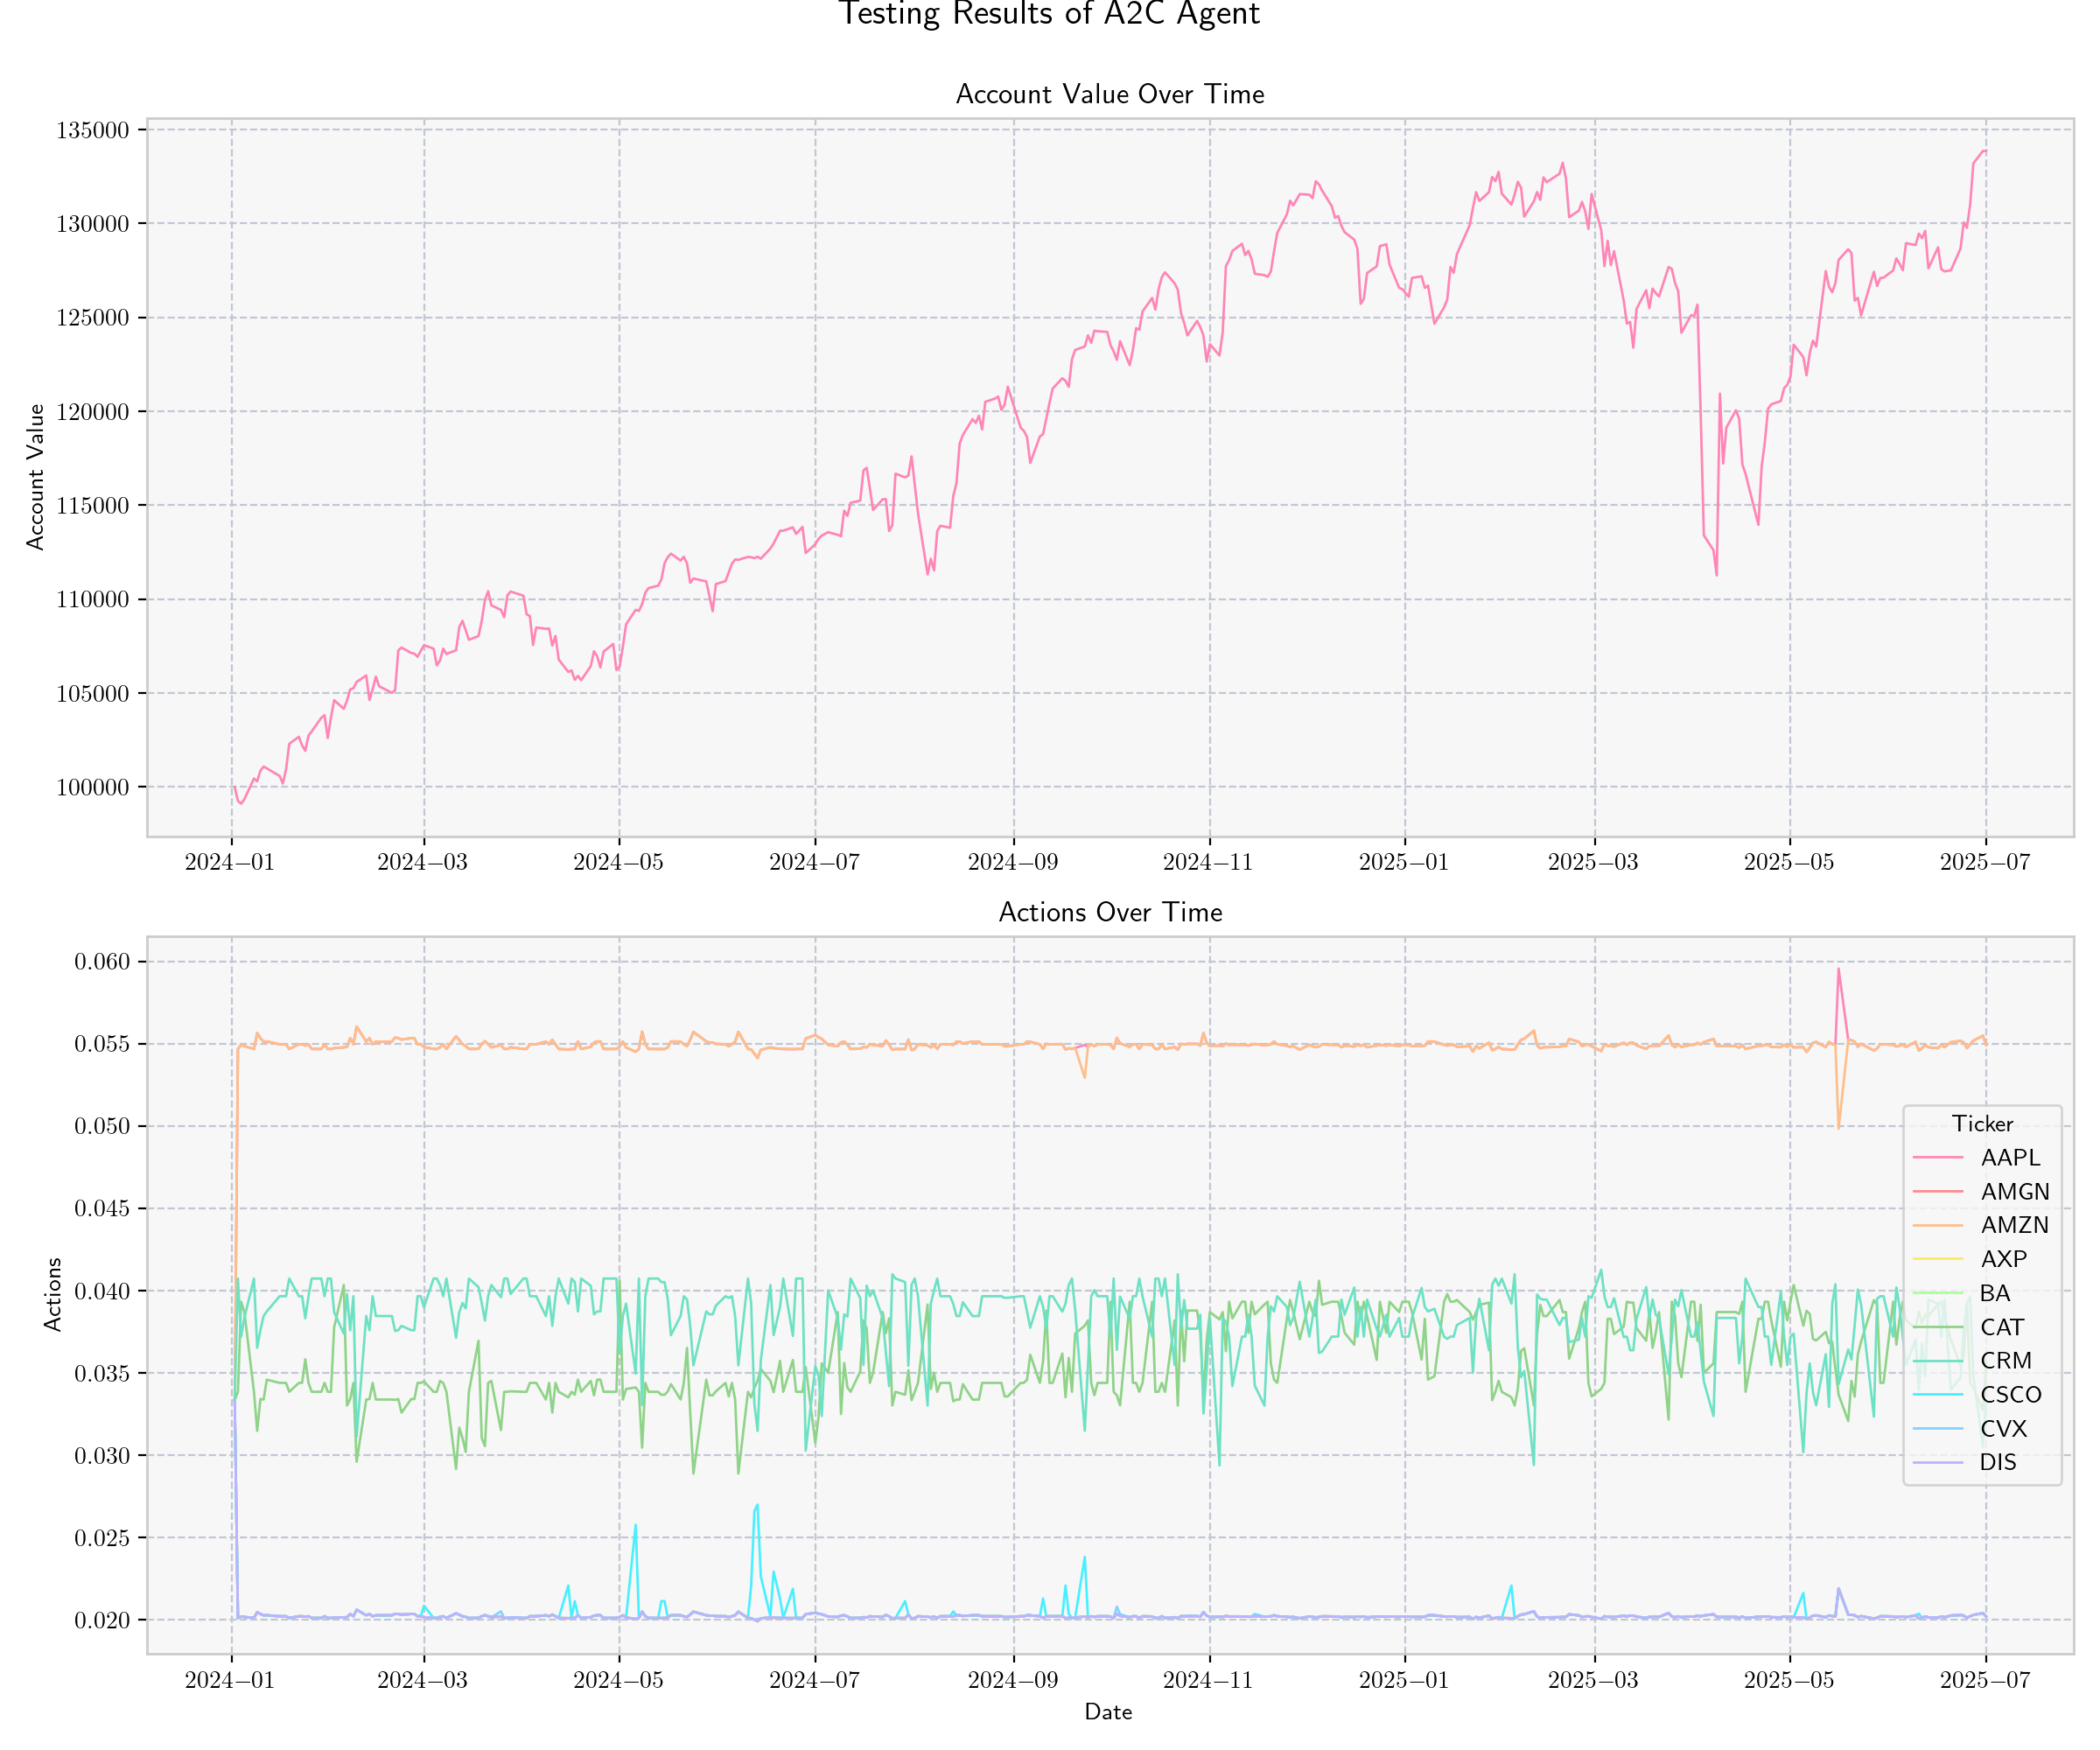 Testing Results of A2C Agent
Account Value Over Time
Account Value
135000
130000
125000
120000
115000
110000
105000
100000
2024–01 2024–03 2024–05 2024–07 2024–09 2024–11 2025–01 2025–03 2025–05 2025–07
Actions Over Time
Actions
0.060
0.055
0.050
0.045
0.040
0.035
0.030
0.025
0.020
Ticker
AAPL
AMGN
AMZN
AXP
BA
CAT
CRM
CSCO
CVX
DIS
2024–01 2024–03 2024–05 2024–07 2024–09 2024–11 2025–01 2025–03 2025–05 2025–07
Date